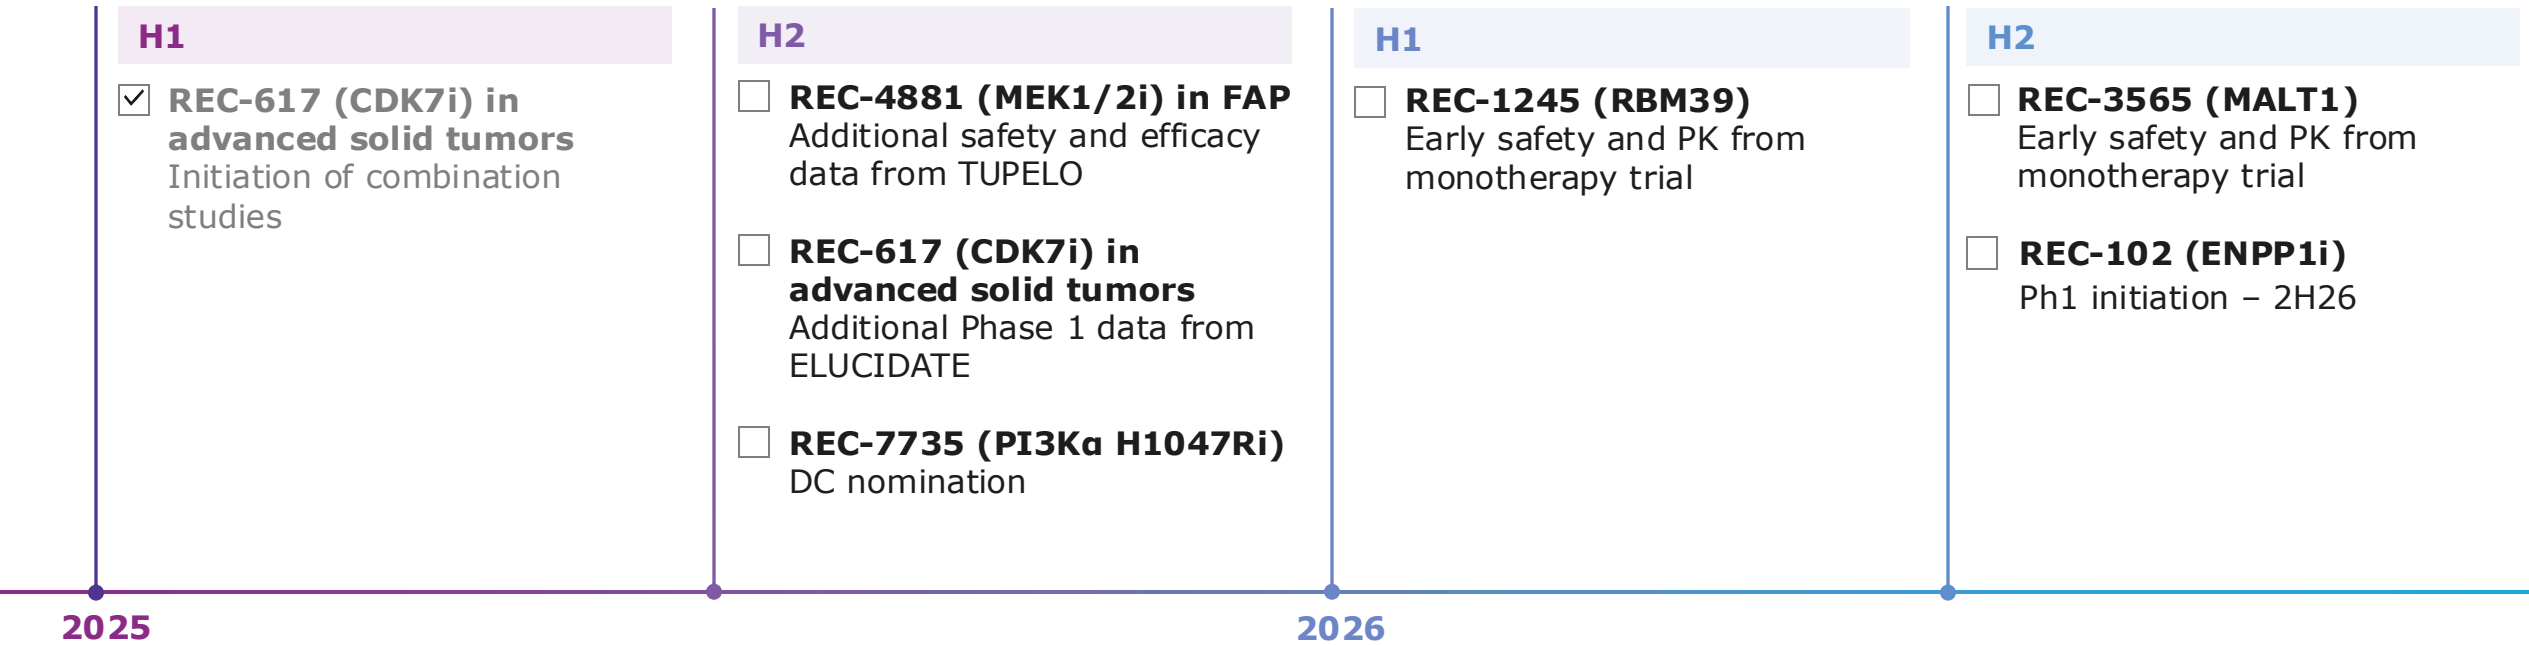 H1
REC-617 (CDK7i) in
advanced solid tumors
Initiation of combination
studies
H2
REC-4881 (MEK1/2i) in FAP
Additional safety and efficacy
data from TUPELO
REC-617 (CDK7i) in
advanced solid tumors
Additional Phase 1 data from
ELUCIDATE
REC-7735 (PI3Kα H1047Ri)
DC nomination
H1
REC-1245 (RBM39)
Early safety and PK from
monotherapy trial
H2
REC-3565 (MALT1)
Early safety and PK from
monotherapy trial
REC-102 (ENPP1i)
Ph1 initiation – 2H26
2025
2026